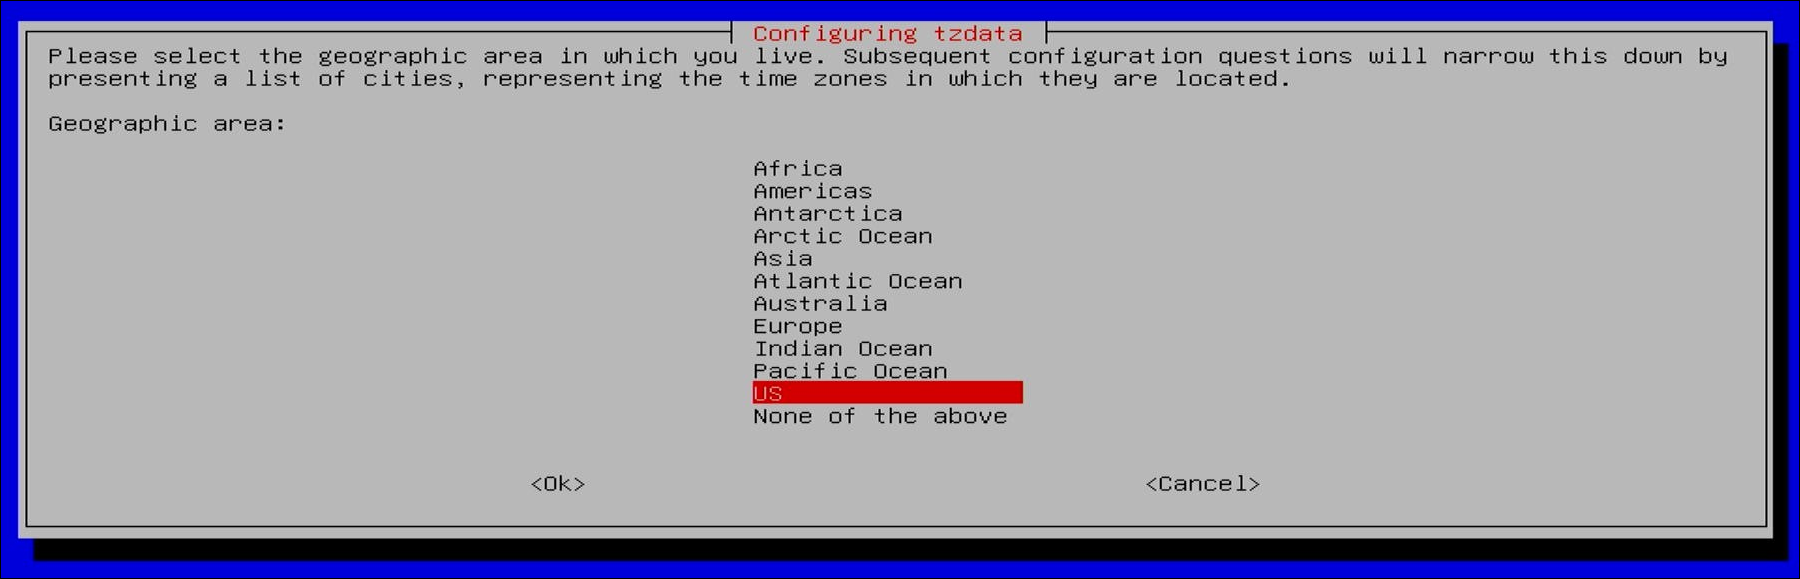 Configuring tzdata
Please select the geographic area in which you live. Subsequent configuration questions will narrow this down by
presenting a list of cities, representing the time zones in which they are located.
Geographic area:
Africa
Americas
Antarctica
Arctic Ocean
Asia
Atlantic Ocean
Australia
Europe
Indian Ocean
Pacific Ocean
US
None of the above
<Ok> <Cancel>